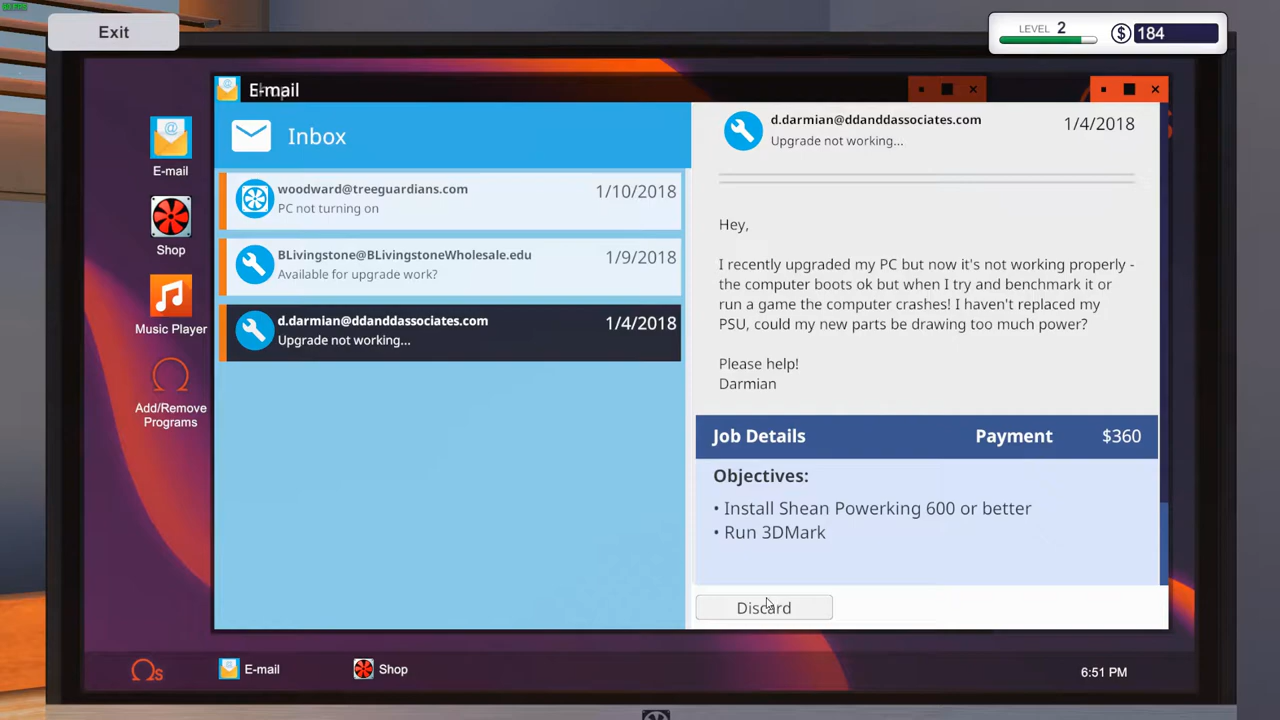 Exit
LEVEL 2
$ 184
E-mail
Inbox
woodward@treeguardians.com
1/10/2018
PC not turning on
BLivingstone@BLivingstoneWholesale.edu
1/9/2018
Available for upgrade work?
d.darmian@ddanddassociates.com
1/4/2018
Upgrade not working...
d.darmian@ddanddassociates.com
1/4/2018
Upgrade not working...
Hey,
I recently upgraded my PC but now it's not working properly -
the computer boots ok but when I try and benchmark it or
run a game the computer crashes! I haven't replaced my
PSU, could my new parts be drawing too much power?
Please help!
Darmian
Job Details
Payment
$360
Objectives:
• Install Shean Powerking 600 or better
• Run 3DMark
Discard
E-mail
Shop
Music Player
Add/Remove
Programs
E-mail
Shop
6:51 PM